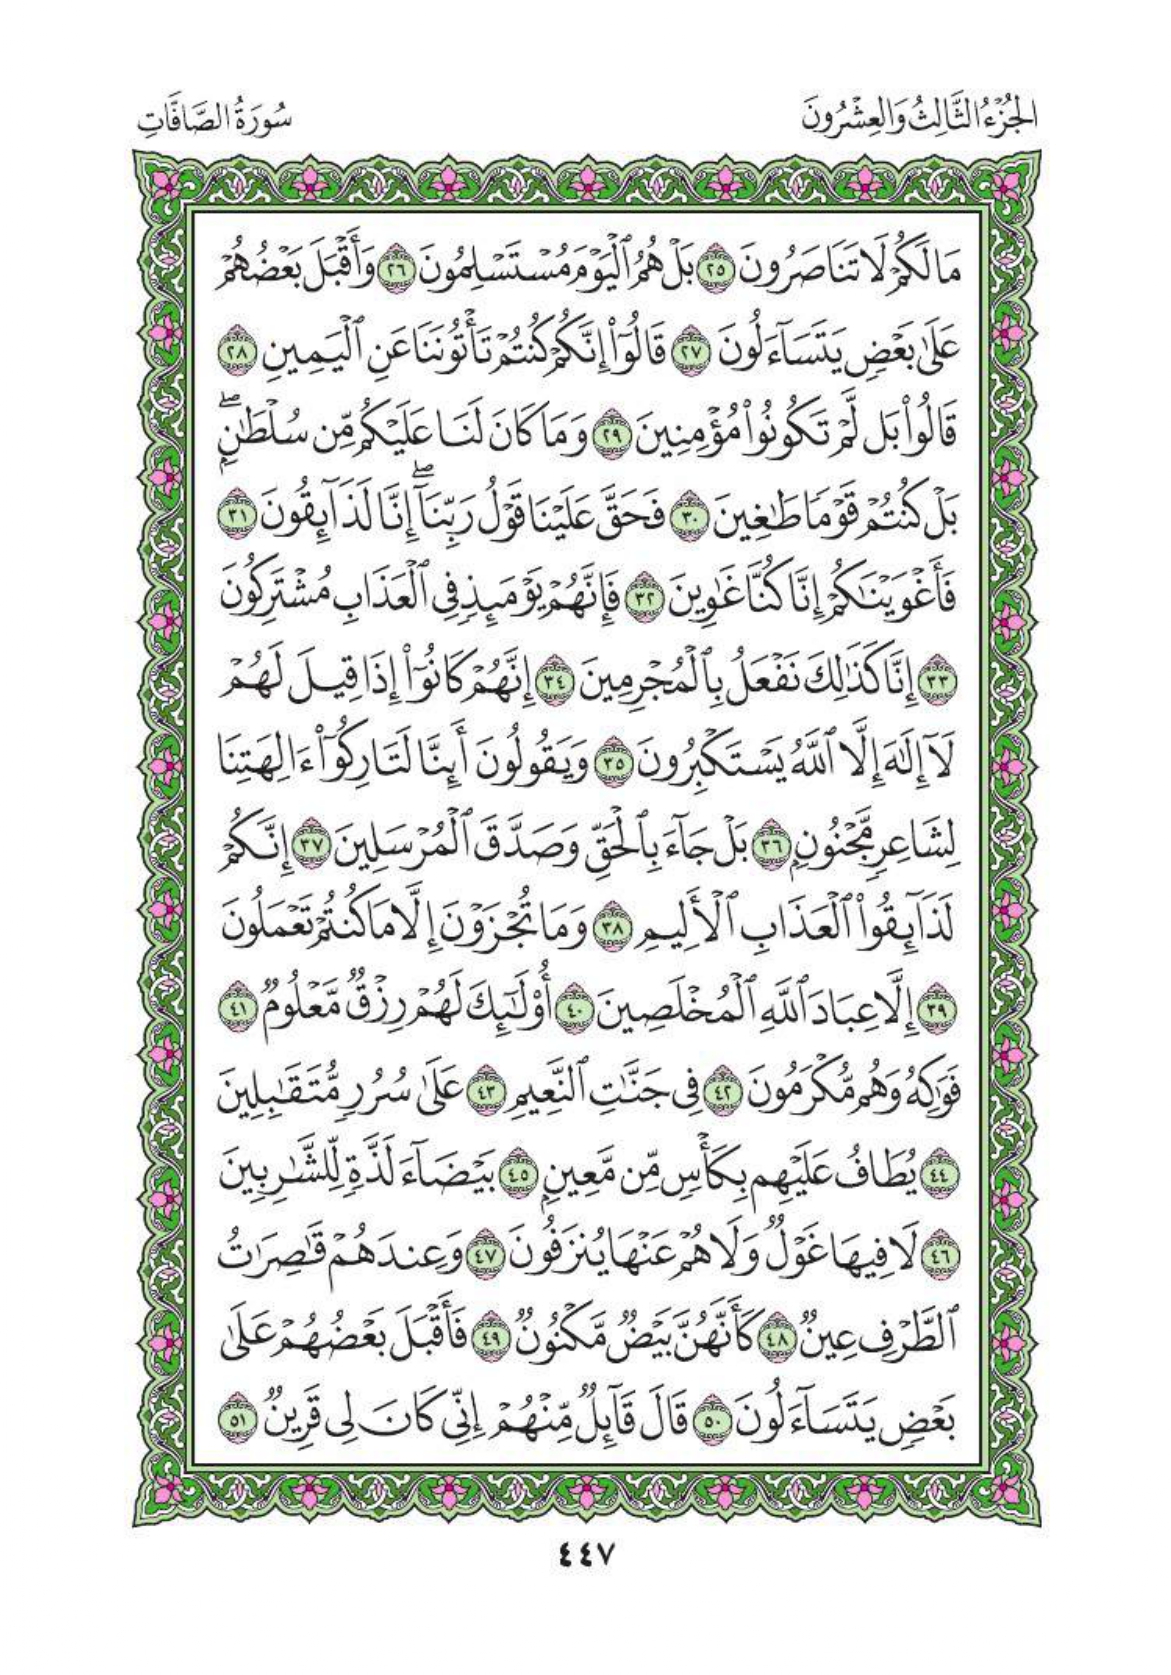 الجُزْءُ الثَّالِثُ وَالعِشْرُونَ
سُورَةُ الصَّافَّاتِ
مَا لَكُمْ لَا تَنَاصَرُونَ ٢٥ بَلْ هُمُ ٱلْيَوْمَ مُسْتَسْلِمُونَ ٢٦ وَأَقْبَلَ بَعْضُهُمْ
عَلَىٰ بَعْضٍ يَتَسَآءَلُونَ ٢٧ قَالُوٓا۟ إِنَّكُمْ كُنتُمْ تَأْتُونَنَا عَنِ ٱلْيَمِينِ ٢٨
قَالُوا۟ بَل لَّمْ تَكُونُوا۟ مُؤْمِنِينَ ٢٩ وَمَا كَانَ لَنَا عَلَيْكُم مِّن سُلْطَٰنٍۭ ۖ
بَلْ كُنتُمْ قَوْمًا طَٰغِينَ ٣٠ فَحَقَّ عَلَيْنَا قَوْلُ رَبِّنَآ ۖ إِنَّا لَذَآئِقُونَ ٣١
فَأَغْوَيْنَٰكُمْ إِنَّا كُنَّا غَٰوِينَ ٣٢ فَإِنَّهُمْ يَوْمَئِذٍ فِى ٱلْعَذَابِ مُشْتَرِكُونَ
٣٣ إِنَّا كَذَٰلِكَ نَفْعَلُ بِٱلْمُجْرِمِينَ ٣٤ إِنَّهُمْ كَانُوٓا۟ إِذَا قِيلَ لَهُمْ
لَآ إِلَٰهَ إِلَّا ٱللَّهُ يَسْتَكْبِرُونَ ٣٥ وَيَقُولُونَ أَئِنَّا لَتَارِكُوٓا۟ ءَالِهَتِنَا
لِشَاعِرٍ مَّجْنُونٍۭ ٣٦ بَلْ جَآءَ بِٱلْحَقِّ وَصَدَّقَ ٱلْمُرْسَلِينَ ٣٧ إِنَّكُمْ
لَذَآئِقُوا۟ ٱلْعَذَابِ ٱلْأَلِيمِ ٣٨ وَمَا تُجْزَوْنَ إِلَّا مَا كُنتُمْ تَعْمَلُونَ
٣٩ إِلَّا عِبَادَ ٱللَّهِ ٱلْمُخْلَصِينَ ٤٠ أُو۟لَٰٓئِكَ لَهُمْ رِزْقٌ مَّعْلُومٌ ٤١
فَوَٰكِهُ وَهُم مُّكْرَمُونَ ٤٢ فِى جَنَّٰتِ ٱلنَّعِيمِ ٤٣ عَلَىٰ سُرُرٍ مُّتَقَٰبِلِينَ
٤٤ يُطَافُ عَلَيْهِم بِكَأْسٍ مِّن مَّعِينٍۭ ٤٥ بَيْضَآءَ لَذَّةٍ لِّلشَّٰرِبِينَ
٤٦ لَا فِيهَا غَوْلٌ وَلَا هُمْ عَنْهَا يُنزَفُونَ ٤٧ وَعِندَهُمْ قَٰصِرَٰتُ
ٱلطَّرْفِ عِينٌ ٤٨ كَأَنَّهُنَّ بَيْضٌ مَّكْنُونٌ ٤٩ فَأَقْبَلَ بَعْضُهُمْ عَلَىٰ
بَعْضٍ يَتَسَآءَلُونَ ٥٠ قَالَ قَآئِلٌ مِّنْهُمْ إِنِّى كَانَ لِى قَرِينٌ ٥١
٤٤٧